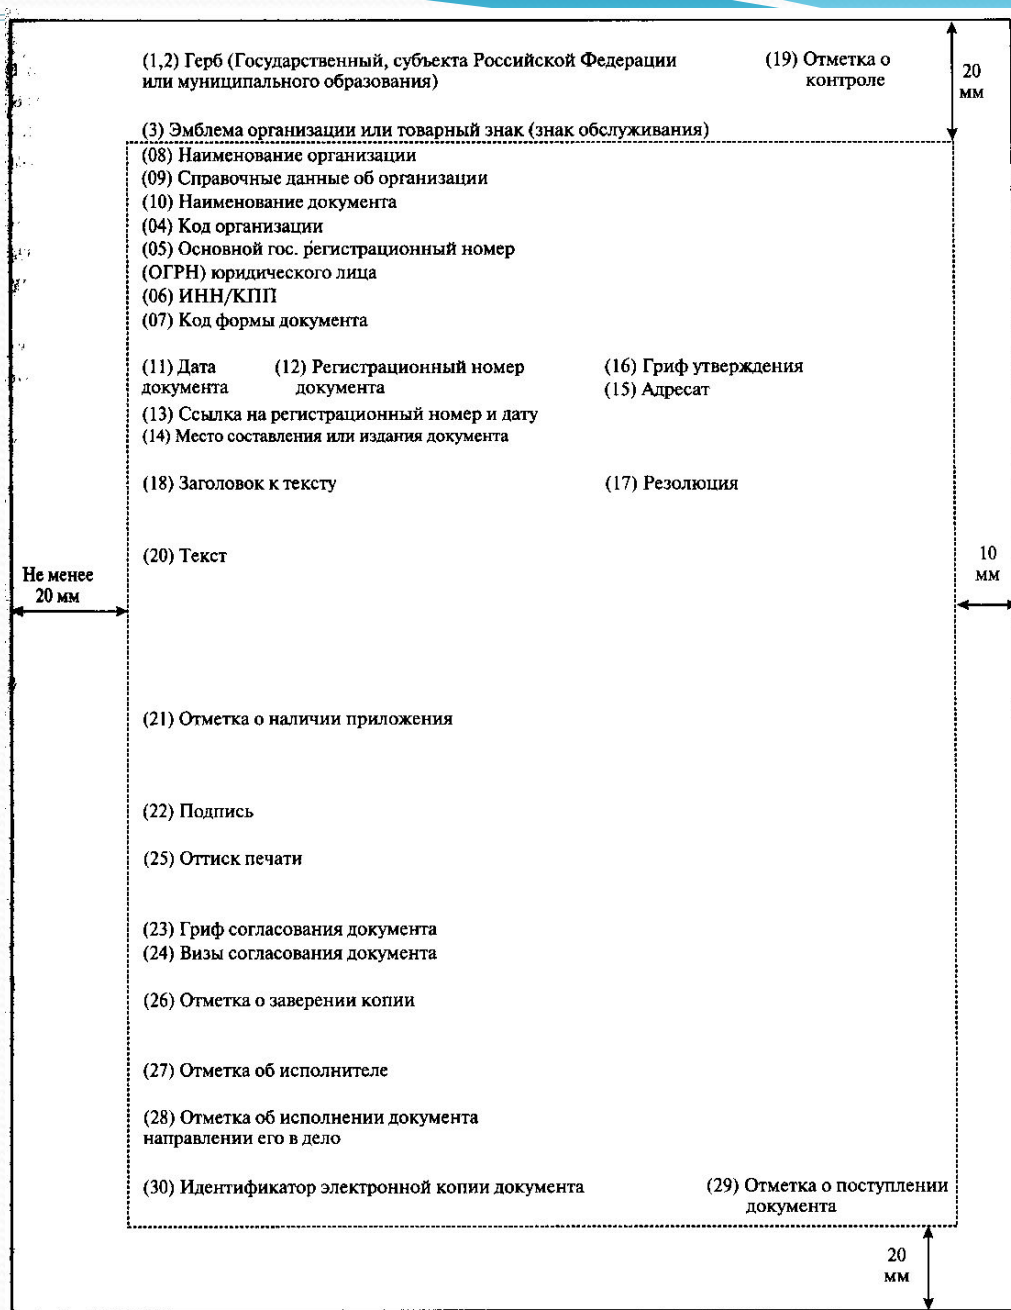 (1,2) Герб (Государственный, субъекта Российской Федерации
или муниципального образования)
(19) Отметка о
контроле
20
мм
(3) Эмблема организации или товарный знак (знак обслуживания)
(08) Наименование организации
(09) Справочные данные об организации
(10) Наименование документа
(04) Код организации
(05) Основной гос. регистрационный номер
(ОГРН) юридического лица
(06) ИНН/КПП
(07) Код формы документа
(11) Дата
документа
(12) Регистрационный номер
документа
(16) Гриф утверждения
(15) Адресат
(13) Ссылка на регистрационный номер и дату
(14) Место составления или издания документа
(18) Заголовок к тексту
(17) Резолюция
(20) Текст
Не менее
20 мм
10
мм
(21) Отметка о наличии приложения
(22) Подпись
(25) Оттиск печати
(23) Гриф согласования документа
(24) Визы согласования документа
(26) Отметка о заверении копии
(27) Отметка об исполнителе
(28) Отметка об исполнении документа
направлении его в дело
(30) Идентификатор электронной копии документа
(29) Отметка о поступлении
документа
20
мм